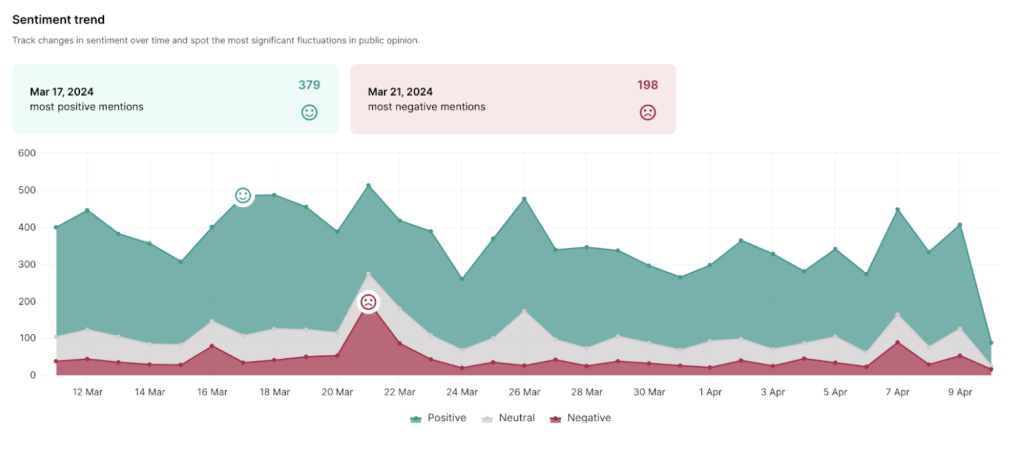 Sentiment trend
Track changes in sentiment over time and spot the most significant fluctuations in public opinion.
Mar 17, 2024
most positive mentions
379
Mar 21, 2024
most negative mentions
198
600
500
400
300
200
100
0
12 Mar 14 Mar 16 Mar 18 Mar 20 Mar 22 Mar 24 Mar 26 Mar 28 Mar 30 Mar 1 Apr 3 Apr 5 Apr 7 Apr 9 Apr
Positive Neutral Negative